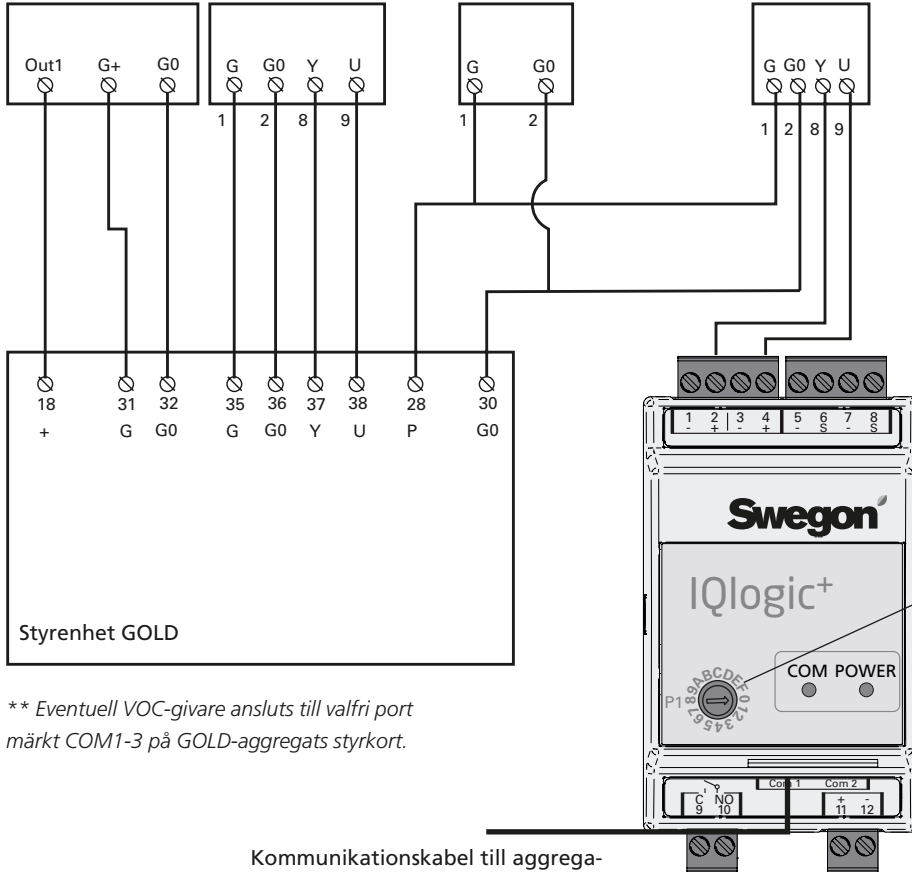 Out1 G+ G0
G G0 Y U
G G0
G G0 Y U
1 2 8 9
1 2
1 2 8 9
18 31 32 35 36 37 38 28 30
+ G G0 G G0 Y U P G0
Styrenhet GOLD
** Eventuell VOC-givare ansluts till valfri port
märkt COM1-3 på GOLD-aggregats styrkort.
Kommunikationskabel till aggrega-
1 2 3 4 5 6 7 8
- + - + - S - S
Swegon
IQlogic+
COM POWER
P1
0123456789ABCDEF
Com 1 Com 2
C NO + -
9 10 11 12